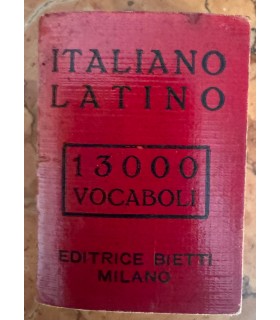 ITALIANO
LATINO
13000
VOCABOLI
EDITRICE BIETTI
MILANO